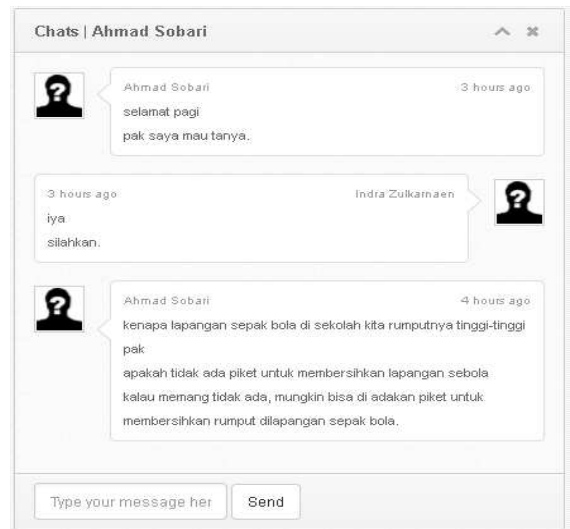 Chats | Ahmad Sobari
Ahmad Sobari 3 hours ago
selamat pagi
pak saya mau tanya.
3 hours ago Indra Zulkarnaen
iya
silahkan.
Ahmad Sobari 4 hours ago
kenapa lapangan sepak bola di sekolah kita rumputnya tinggi-tinggi
pak
apakah tidak ada piket untuk membersihkan lapangan sebola
kalau memang tidak ada, mungkin bisa di adakan piket untuk
membersihkan rumput dilapangan sepak bola.
Type your message her
Send